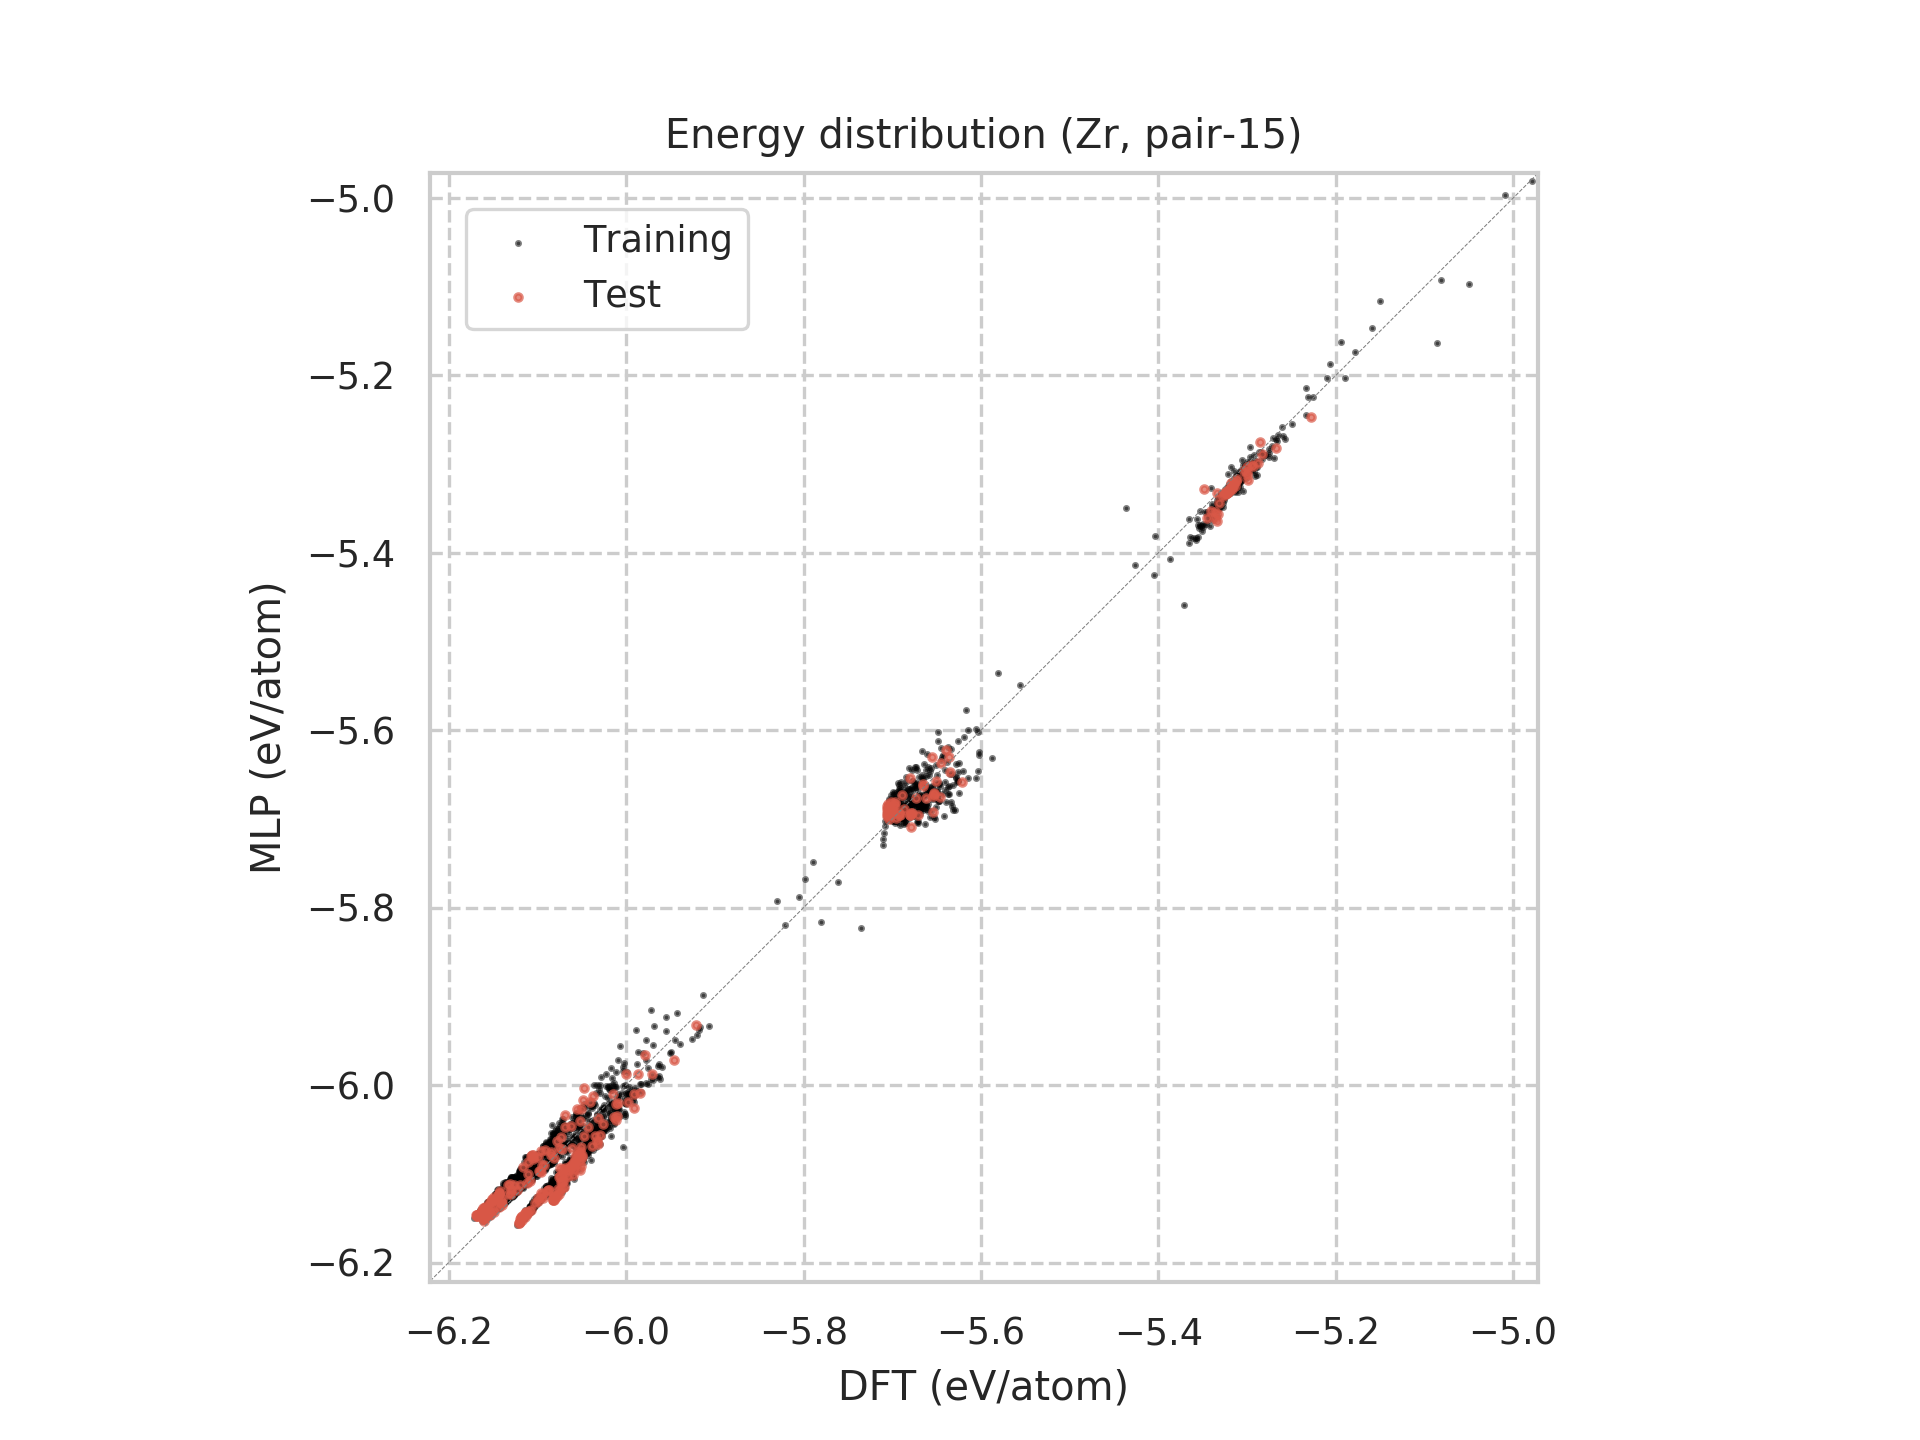 Energy distribution (Zr, pair-15)
Training
Test
MLP (eV/atom)
−5.0
−5.2
−5.4
−5.6
−5.8
−6.0
−6.2
−6.2 −6.0 −5.8 −5.6 −5.4 −5.2 −5.0
DFT (eV/atom)